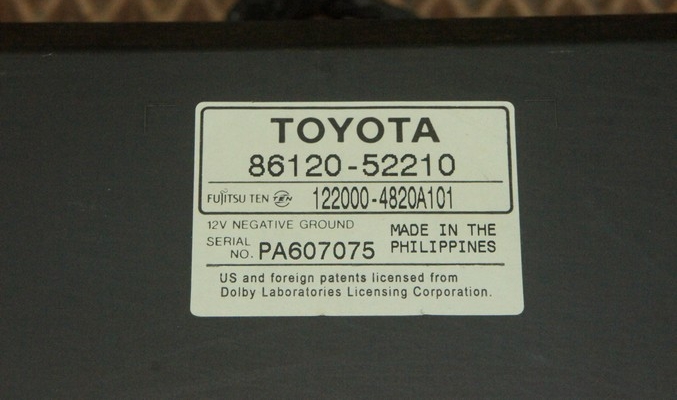 TOYOTA
86120-52210
FUJITSU TEN TEN 122000-4820A101
12V NEGATIVE GROUND
SERIAL NO. PA607075
MADE IN THE PHILIPPINES
US and foreign patents licensed from
Dolby Laboratories Licensing Corporation.